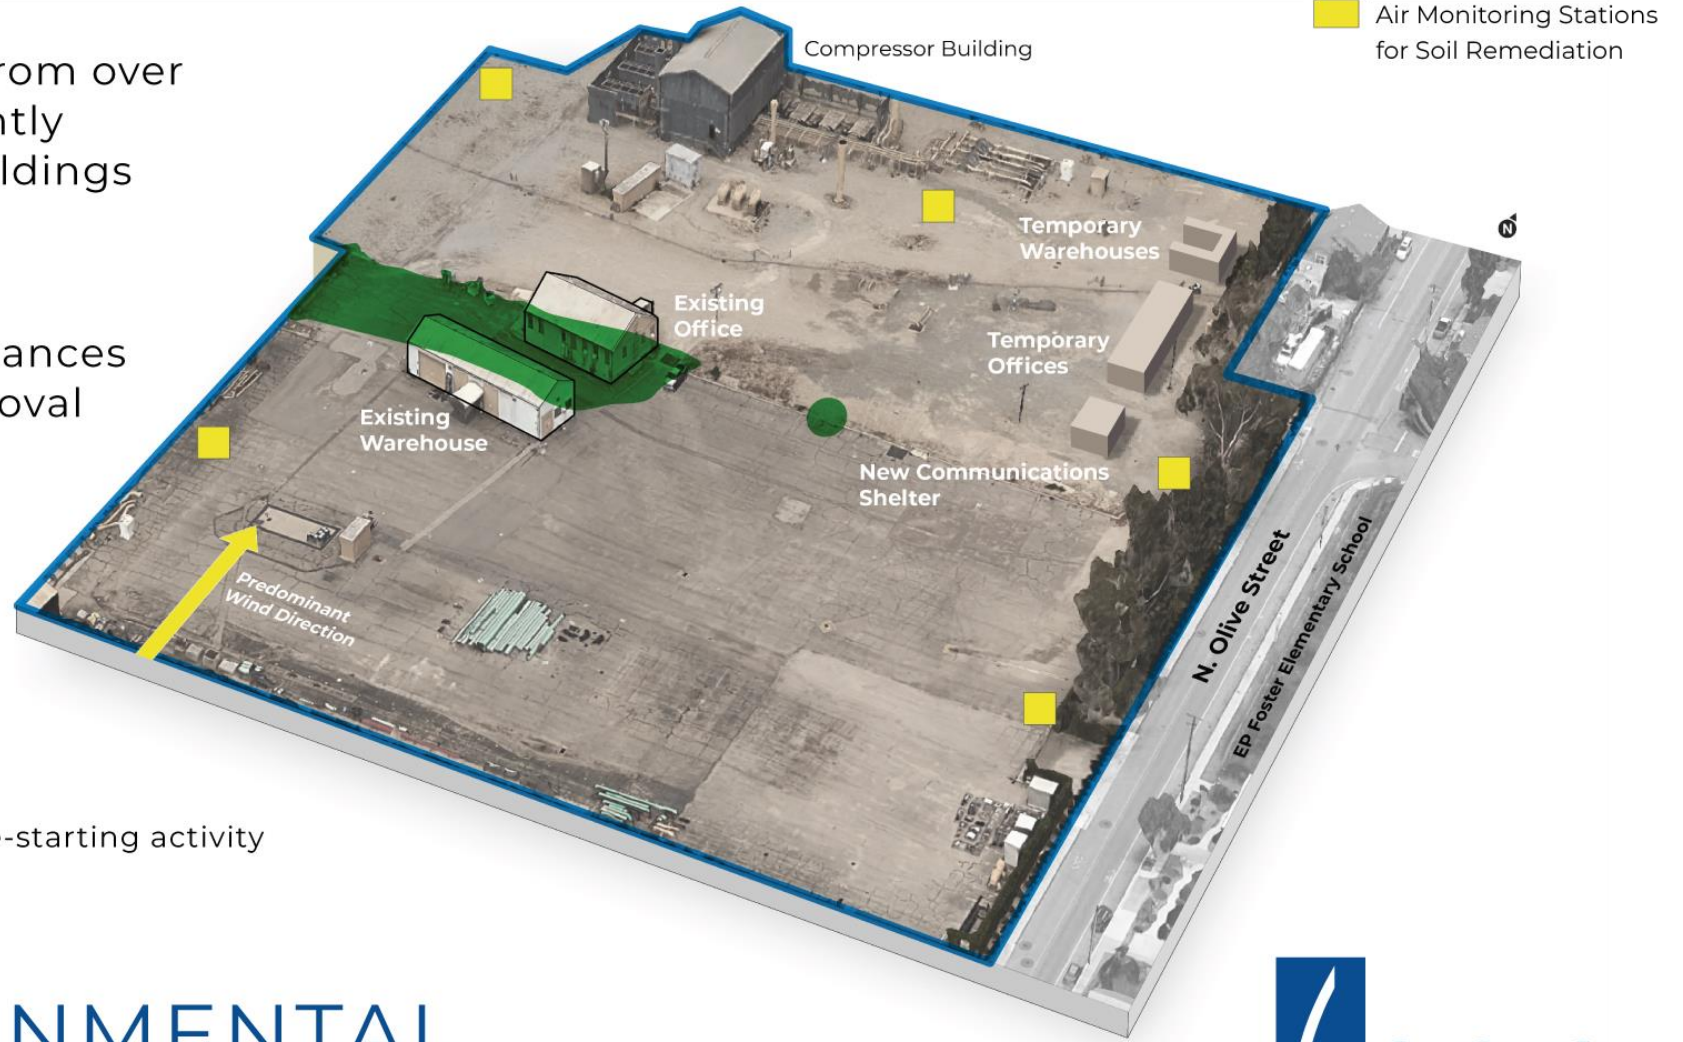 rom over
ntly
ldings
ances
oval
-starting activity
Air Monitoring Stations
for Soil Remediation
Compressor Building
N
Temporary
Warehouses
Existing
Office
Temporary
Offices
Existing
Warehouse
New Communications
Shelter
Predominant
Wind Direction
N. Olive Street
EP Foster Elementary School
NMENTAL